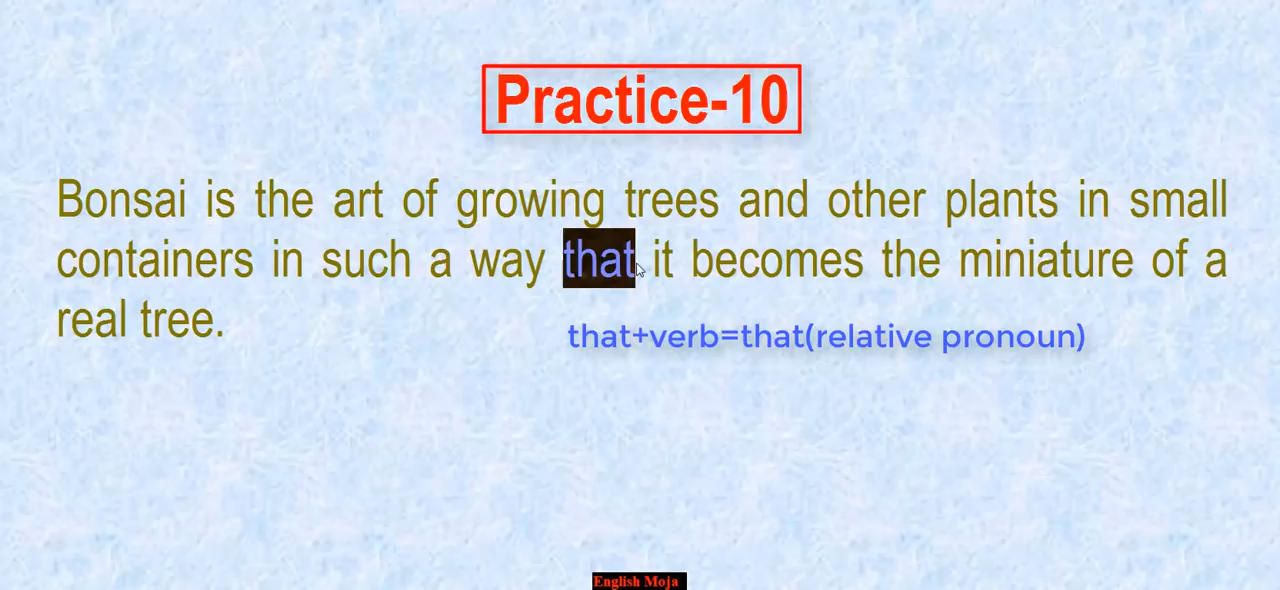 Practice-10
Bonsai is the art of growing trees and other plants in small
containers in such a way that it becomes the miniature of a
real tree.
that+verb=that(relative pronoun)
English Moja